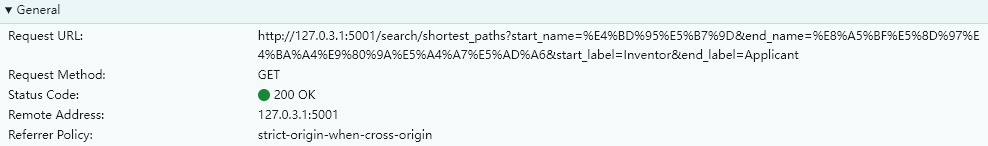 ▼ General
Request URL: http://127.0.3.1:5001/search/shortest_paths?start_name=%E4%BD%95%E5%B7%9D&end_name=%E8%A5%BF%E5%8D%97%E
4%BA%A4%E9%80%9A%E5%A4%A7%E5%AD%A6&start_label=Inventor&end_label=Applicant
Request Method: GET
Status Code: 200 OK
Remote Address: 127.0.3.1:5001
Referrer Policy: strict-origin-when-cross-origin